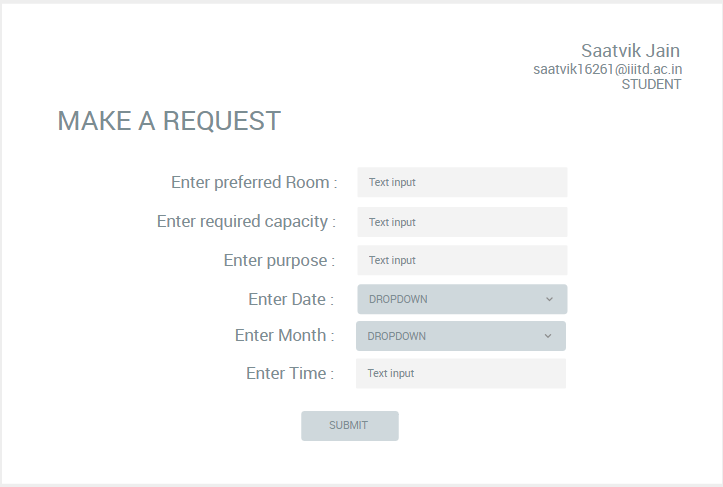 Saatvik Jain
saatvik16261@iiitd.ac.in
STUDENT
MAKE A REQUEST
Enter preferred Room : Text input
Enter required capacity : Text input
Enter purpose : Text input
Enter Date : DROPDOWN
Enter Month : DROPDOWN
Enter Time : Text input
SUBMIT